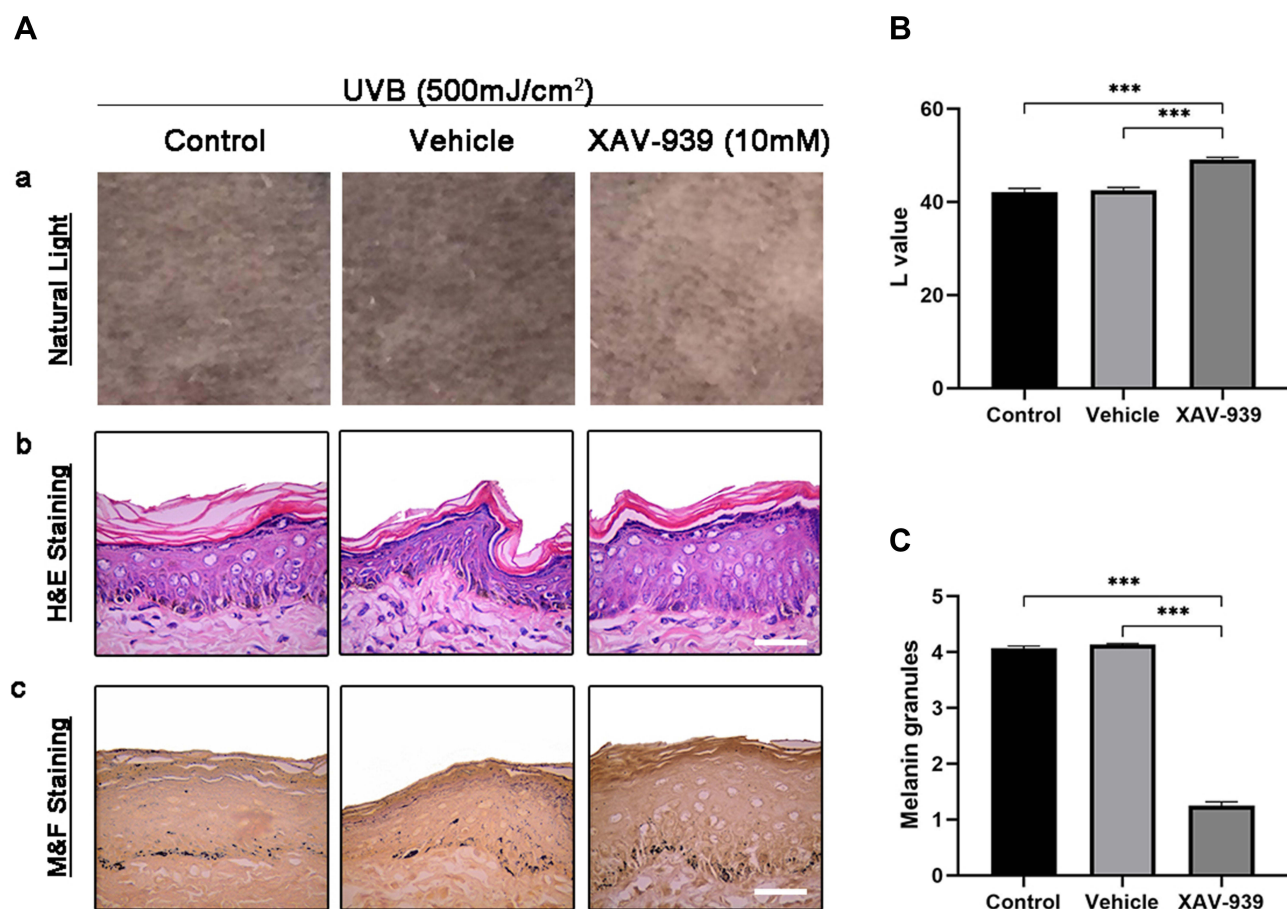 A
UVB (500mJ/cm²)
Control Vehicle XAV-939 (10mM)
a
Natural Light
b
H&E Staining
c
M&F Staining
B
***
***
60
40
20
0
L value
Control Vehicle XAV-939
C
***
***
5
4
3
2
1
0
Melanin granules
Control Vehicle XAV-939